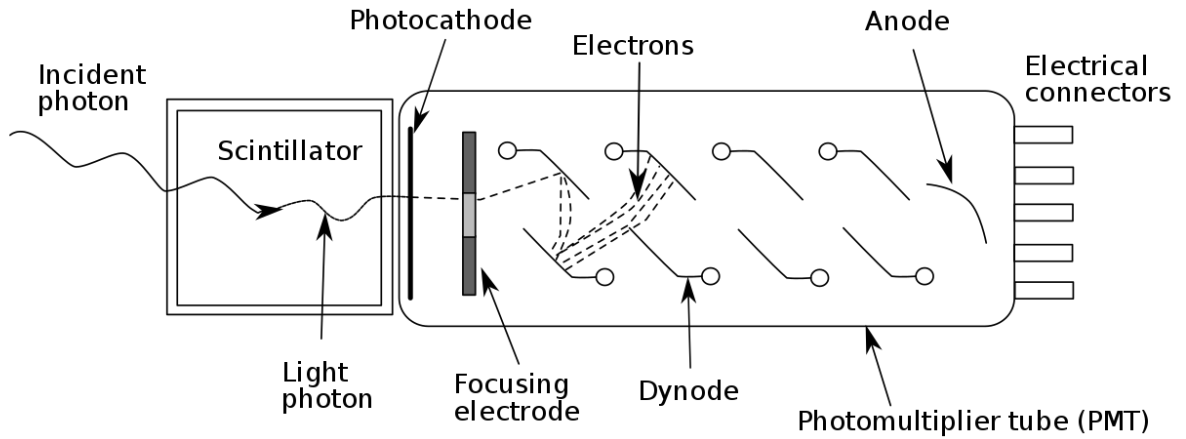 Photocathode
Anode
Electrons
Incident
photon
Electrical
connectors
Scintillator
Light
photon
Focusing
electrode
Dynode
Photomultiplier tube (PMT)